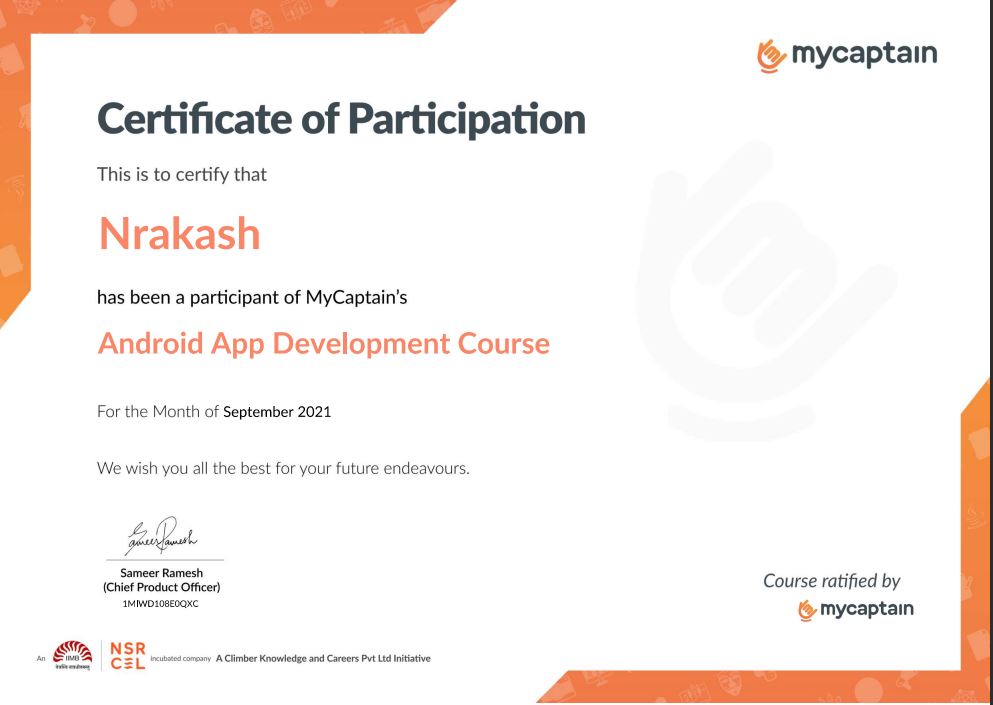 mycaptain
Certificate of Participation
This is to certify that
Nrakash
has been a participant of MyCaptain's
Android App Development Course
For the Month of September 2021
We wish you all the best for your future endeavours.
Sameer Ramesh
Sameer Ramesh
(Chief Product Officer)
1MIWD108E0QXC
Course ratified by
mycaptain
An IIMB NSR CEL incubated company A Climber Knowledge and Careers Pvt Ltd Initiative